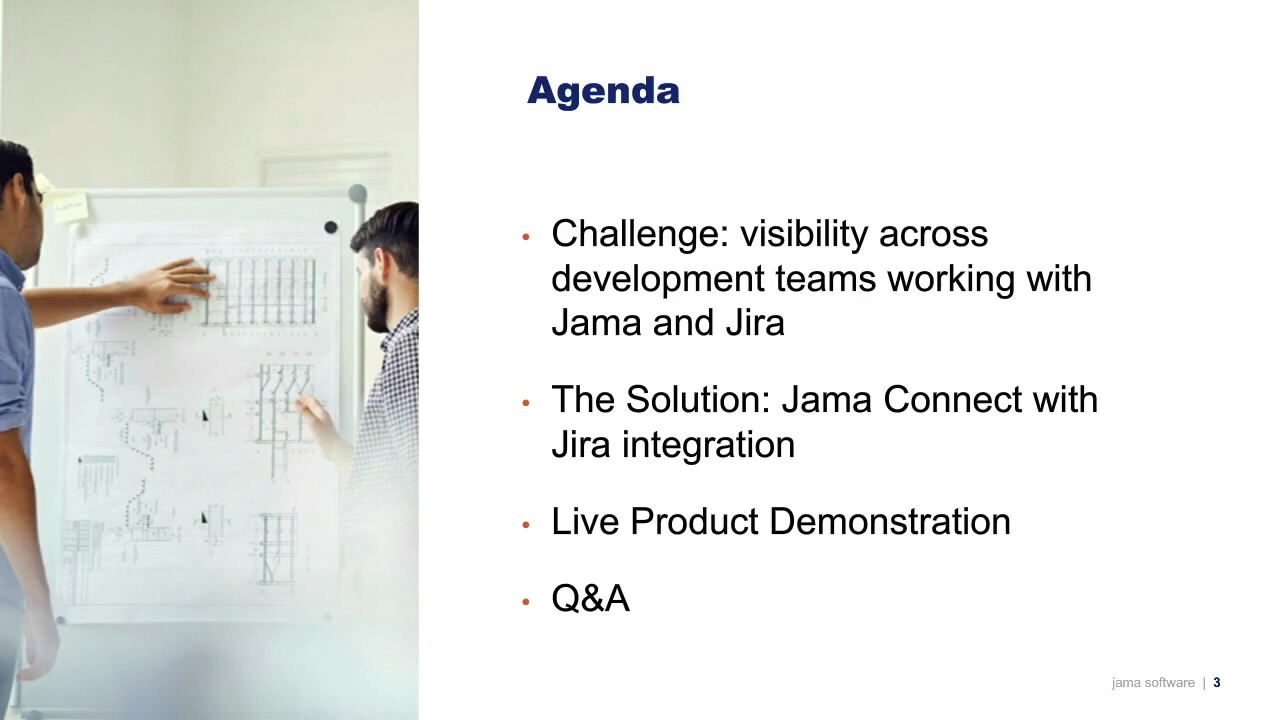 Agenda
• Challenge: visibility across
development teams working with
Jama and Jira
• The Solution: Jama Connect with
Jira integration
• Live Product Demonstration
• Q&A
jama software | 3